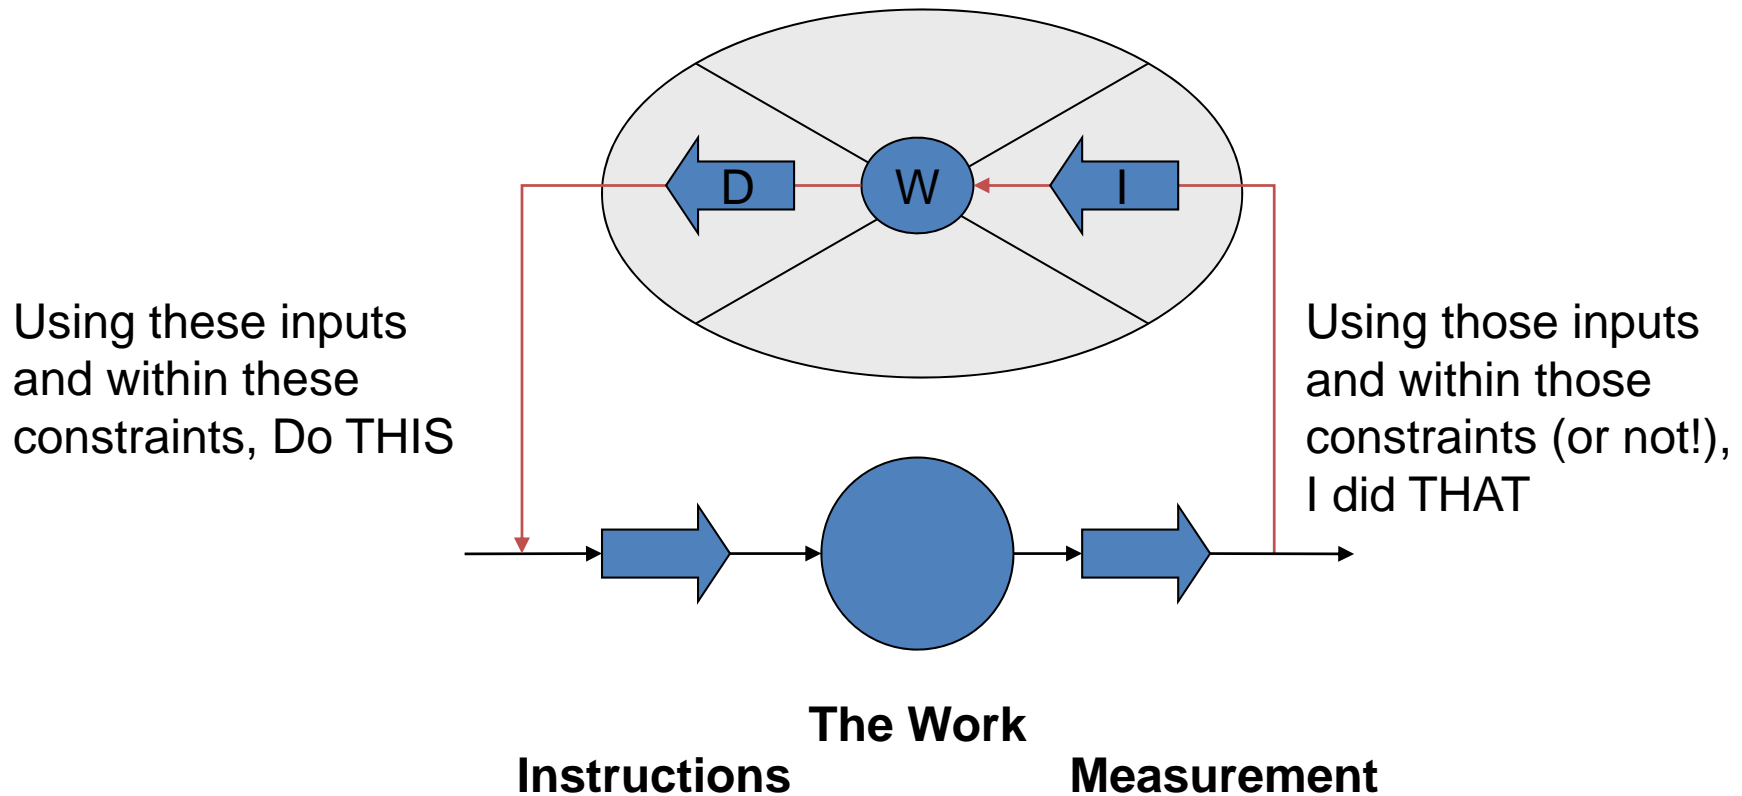 D
W
I
Using these inputs
and within these
constraints, Do THIS
Using those inputs
and within those
constraints (or not!),
I did THAT
The Work
Instructions
Measurement